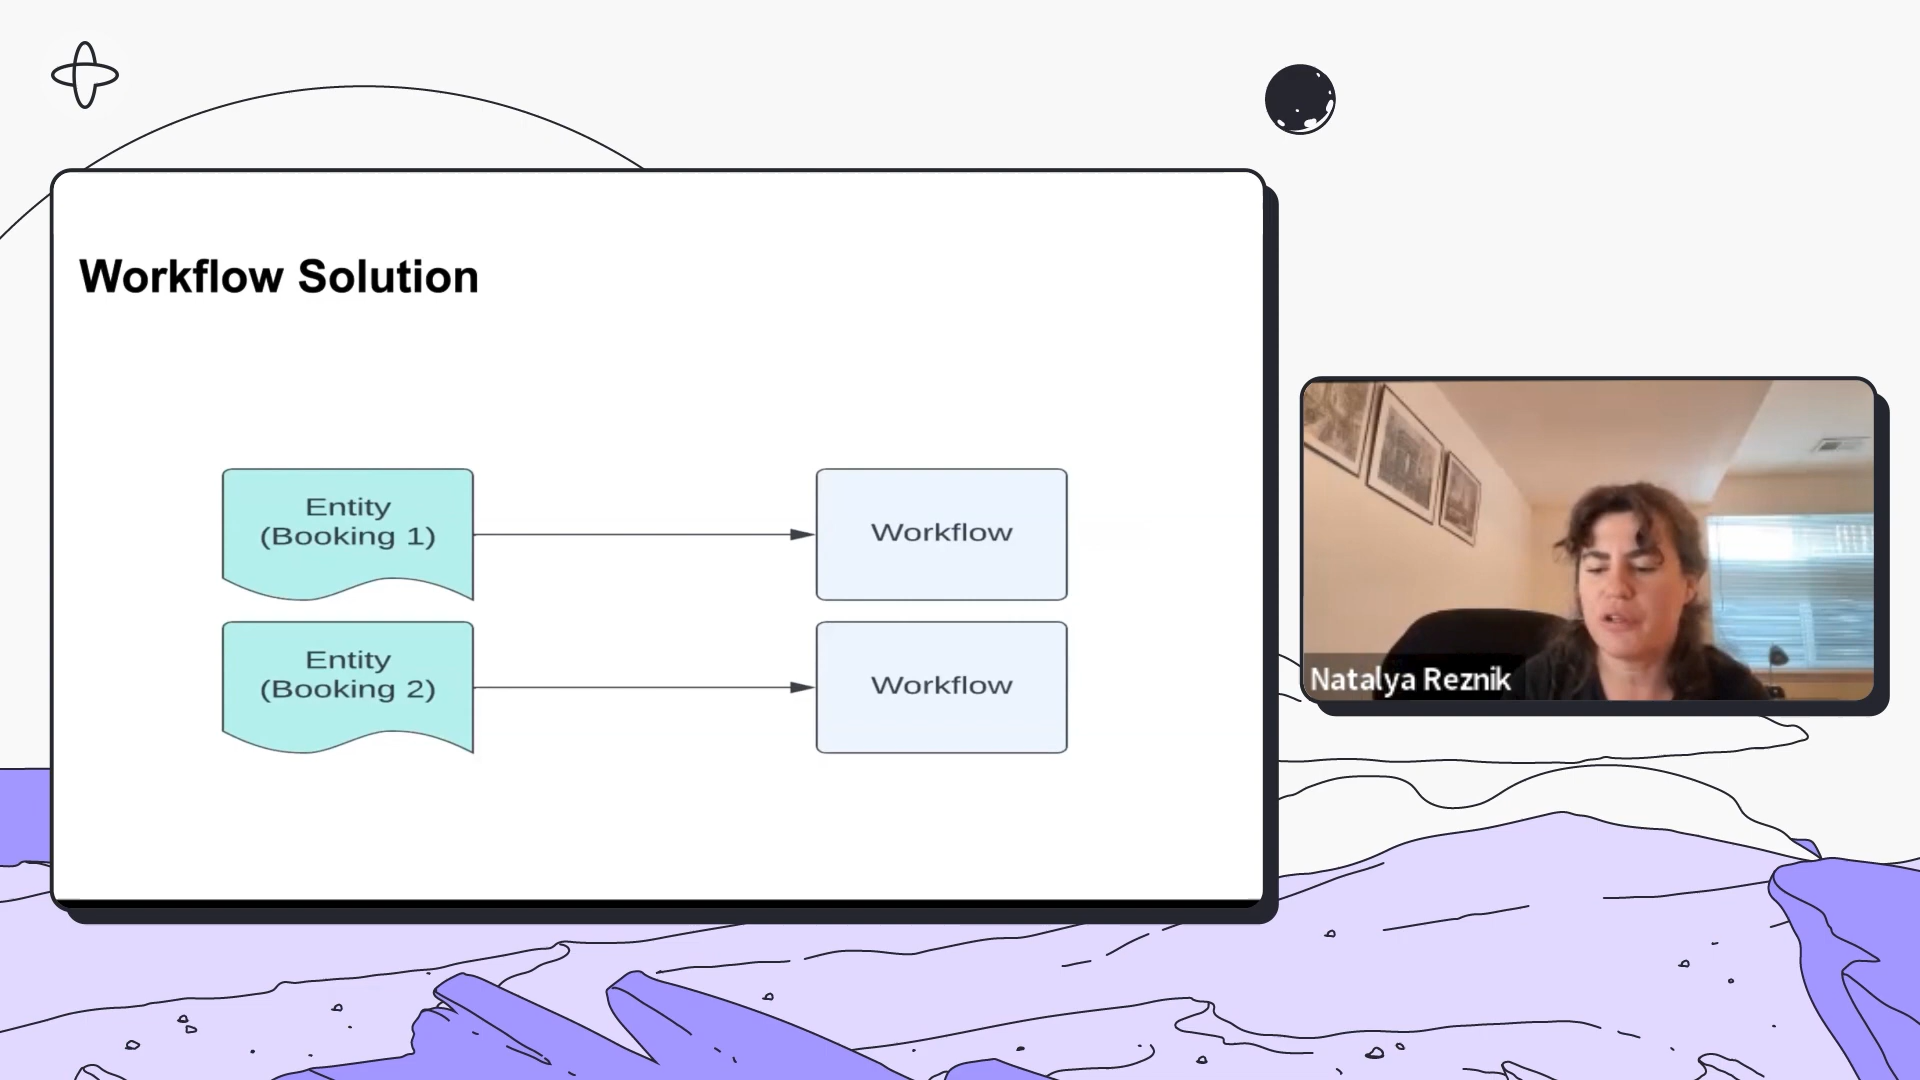 Workflow Solution
Entity
(Booking 1)
Workflow
Entity
(Booking 2)
Workflow
Natalya Reznik